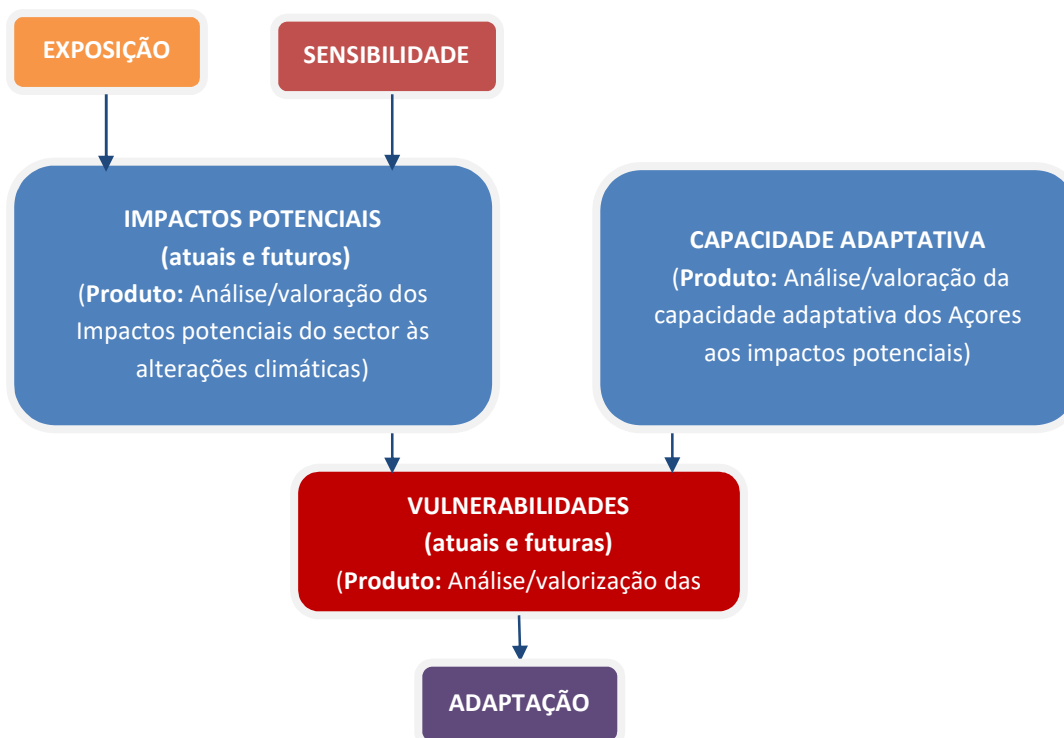 EXPOSIÇÃO
SENSIBILIDADE
IMPACTOS POTENCIAIS
(atuais e futuros)
(Produto: Análise/valoração dos
Impactos potenciais do sector às
alterações climáticas)
CAPACIDADE ADAPTATIVA
(Produto: Análise/valoração da
capacidade adaptativa dos Açores
aos impactos potenciais)
VULNERABILIDADES
(atuais e futuras)
(Produto: Análise/valorização das
ADAPTAÇÃO